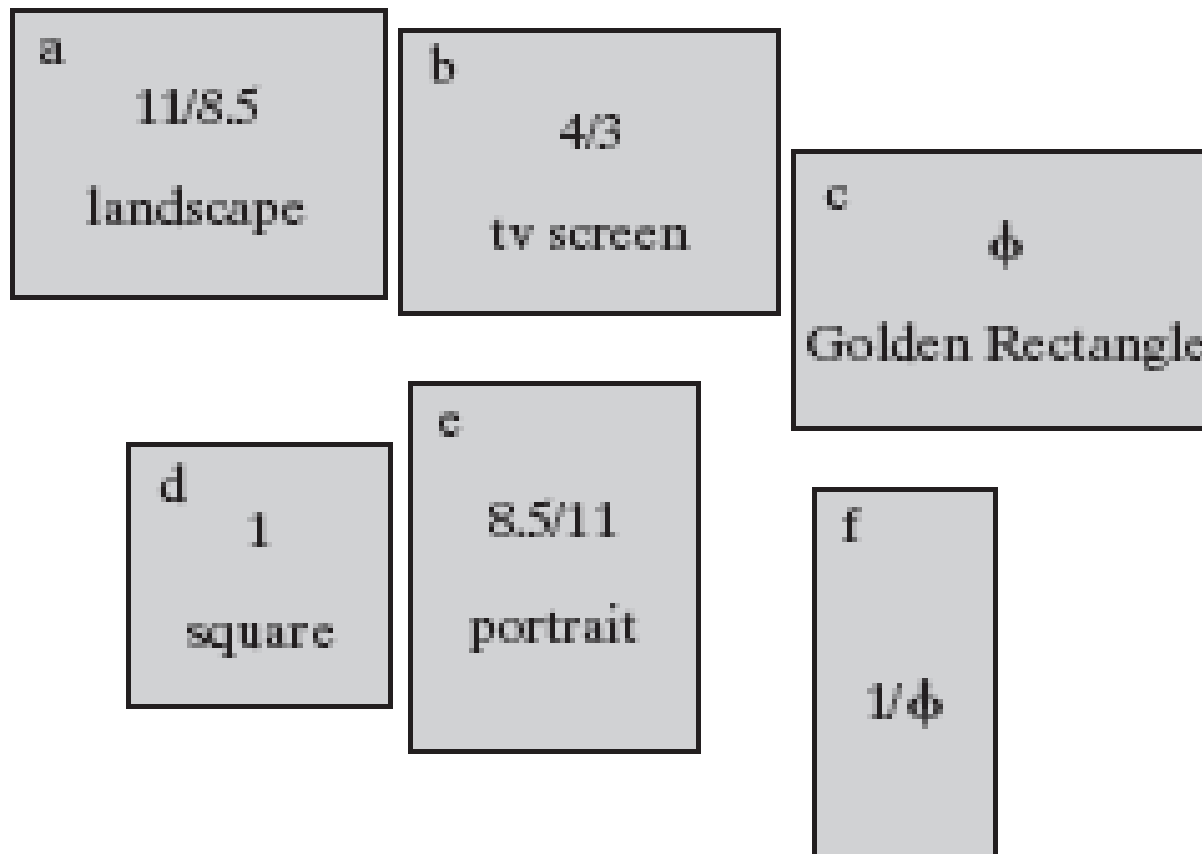 a
11/8.5
landscape
b
4/3
tv screen
c
ϕ
Golden Rectangle
d
1
square
e
8.5/11
portrait
f
1/ϕ